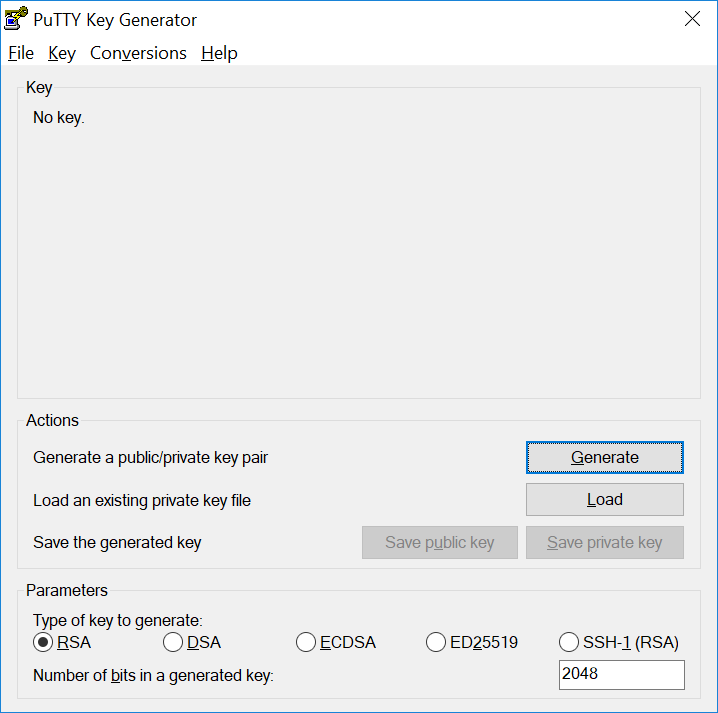 PuTTY Key Generator
File Key Conversions Help
Key
No key.
Actions
Generate a public/private key pair Generate
Load an existing private key file Load
Save the generated key Save public key Save private key
Parameters
Type of key to generate:
RSA DSA ECDSA ED25519 SSH-1 (RSA)
Number of bits in a generated key: 2048